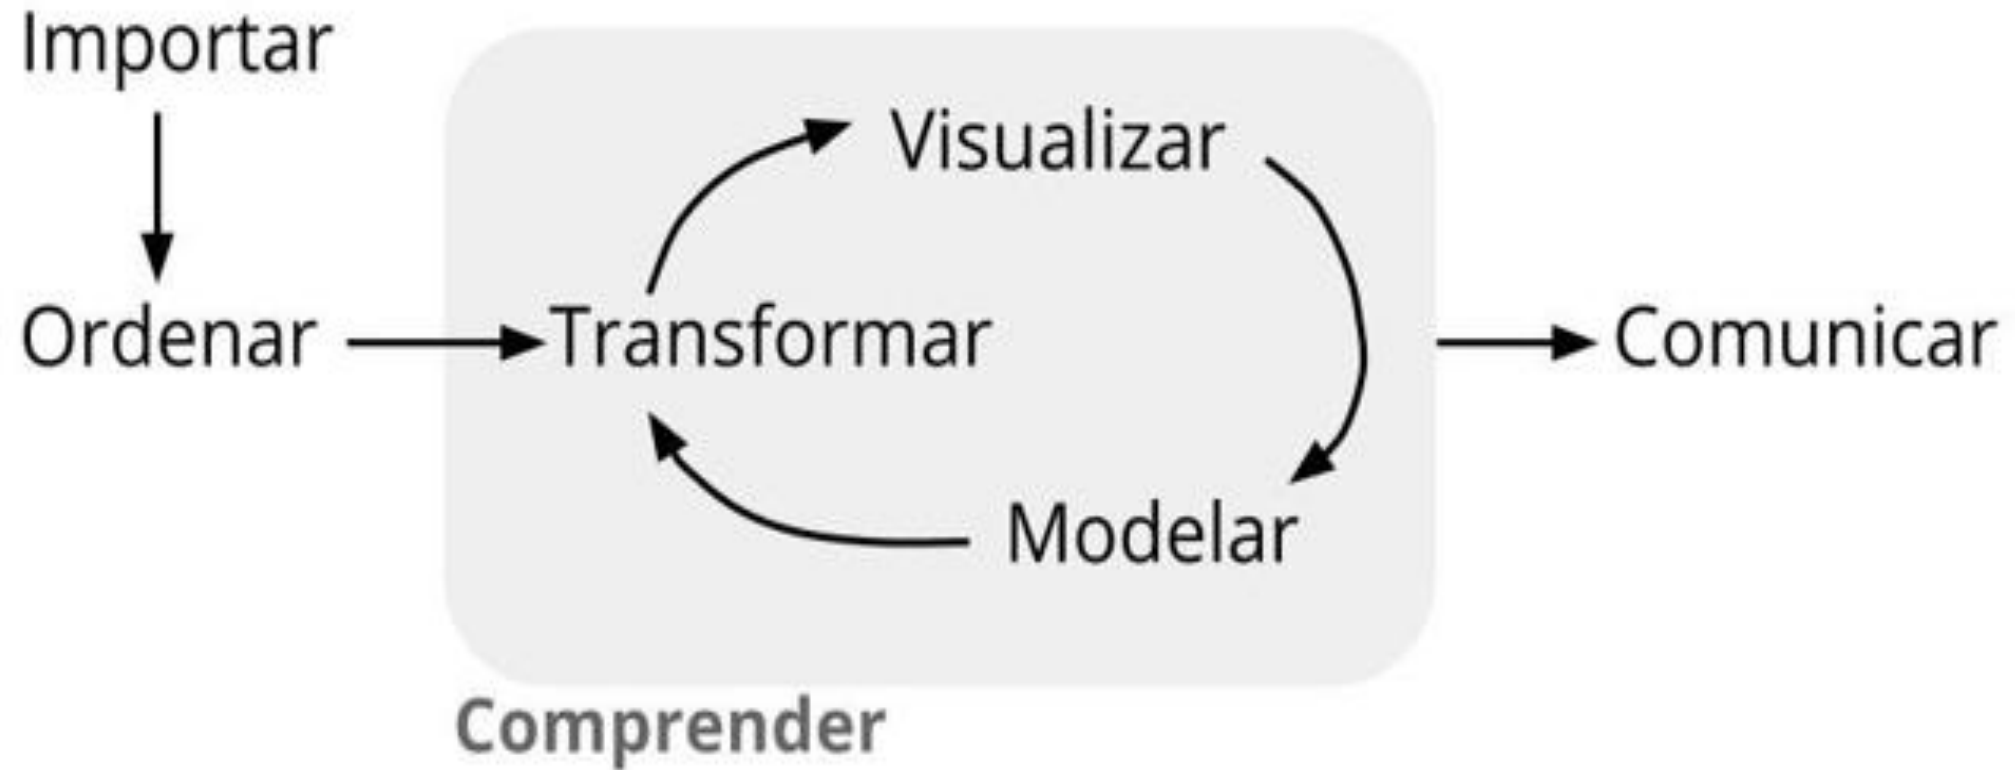 Importar
Visualizar
Ordenar
Transformar
Comunicar
Modelar
Comprender